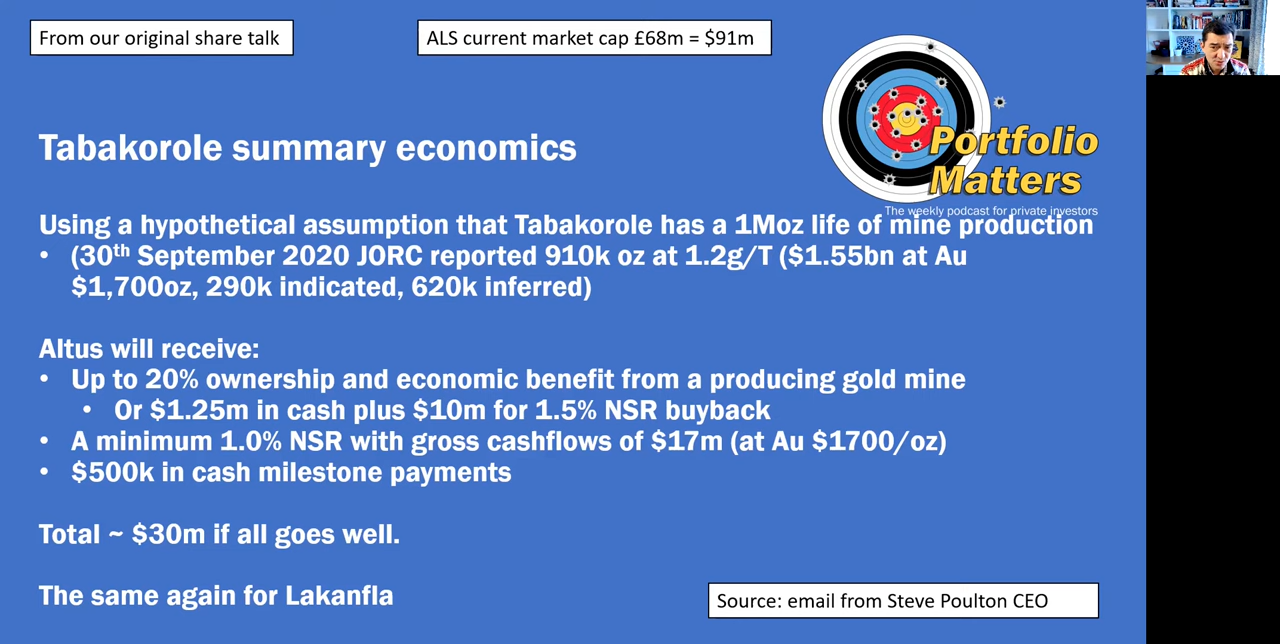 From our original share talk
ALS current market cap £68m = $91m
Portfolio
Matters
The weekly podcast for private investors
Tabakorole summary economics
Using a hypothetical assumption that Tabakorole has a 1Moz life of mine production
• (30th September 2020 JORC reported 910k oz at 1.2g/T ($1.55bn at Au
$1,700oz, 290k indicated, 620k inferred)
Altus will receive:
• Up to 20% ownership and economic benefit from a producing gold mine
• Or $1.25m in cash plus $10m for 1.5% NSR buyback
• A minimum 1.0% NSR with gross cashflows of $17m (at Au $1700/oz)
• $500k in cash milestone payments
Total ~ $30m if all goes well.
The same again for Lakanfla
Source: email from Steve Poulton CEO